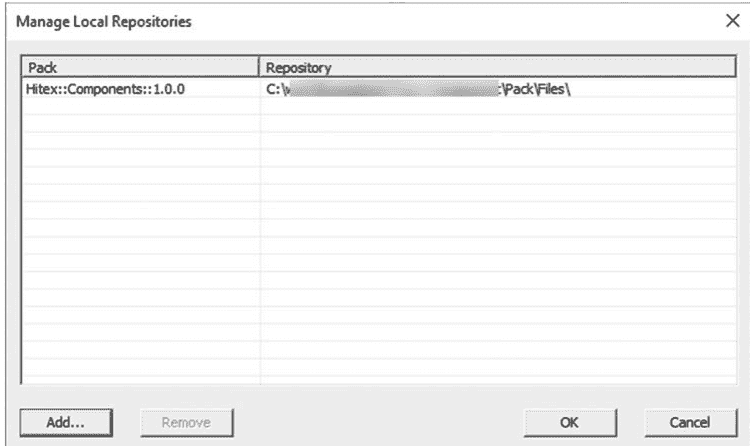 Manage Local Repositories
Pack Repository
Hitex::Components::1.0.0 C:\ :\Pack\Files\
Add... Remove OK Cancel